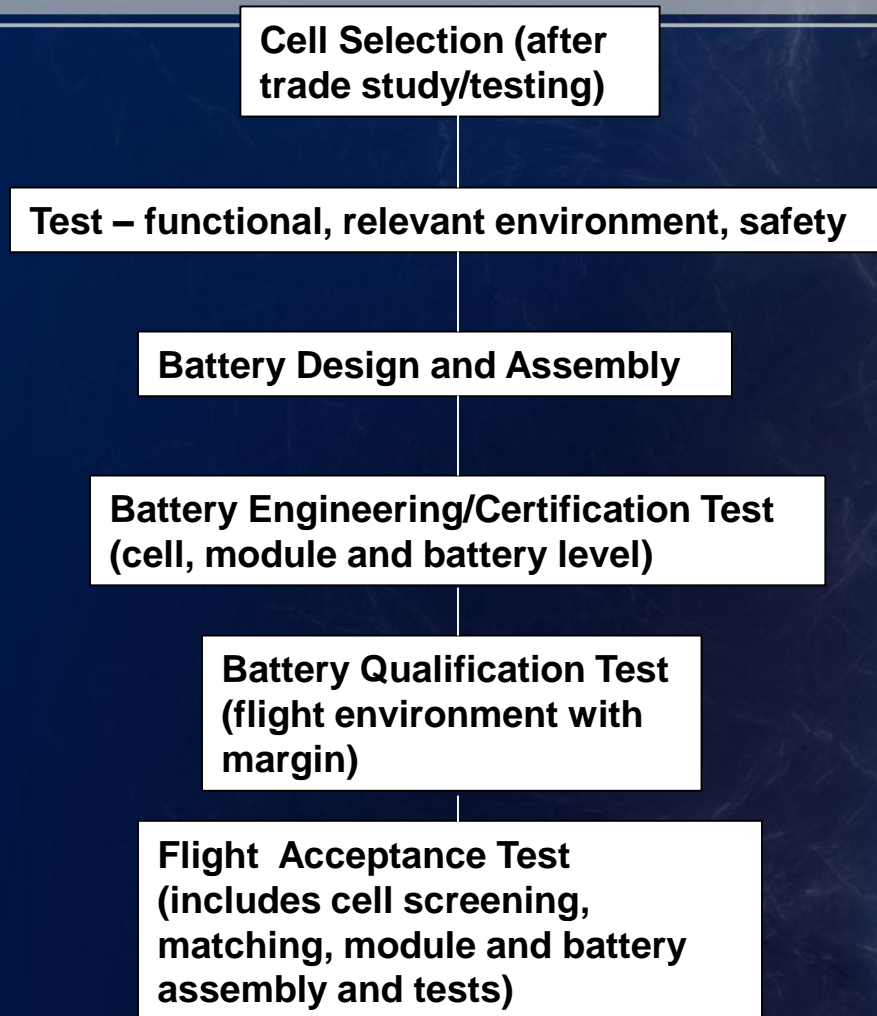 Cell Selection (after
trade study/testing)
Test – functional, relevant environment, safety
Battery Design and Assembly
Battery Engineering/Certification Test
(cell, module and battery level)
Battery Qualification Test
(flight environment with
margin)
Flight Acceptance Test
(includes cell screening,
matching, module and battery
assembly and tests)